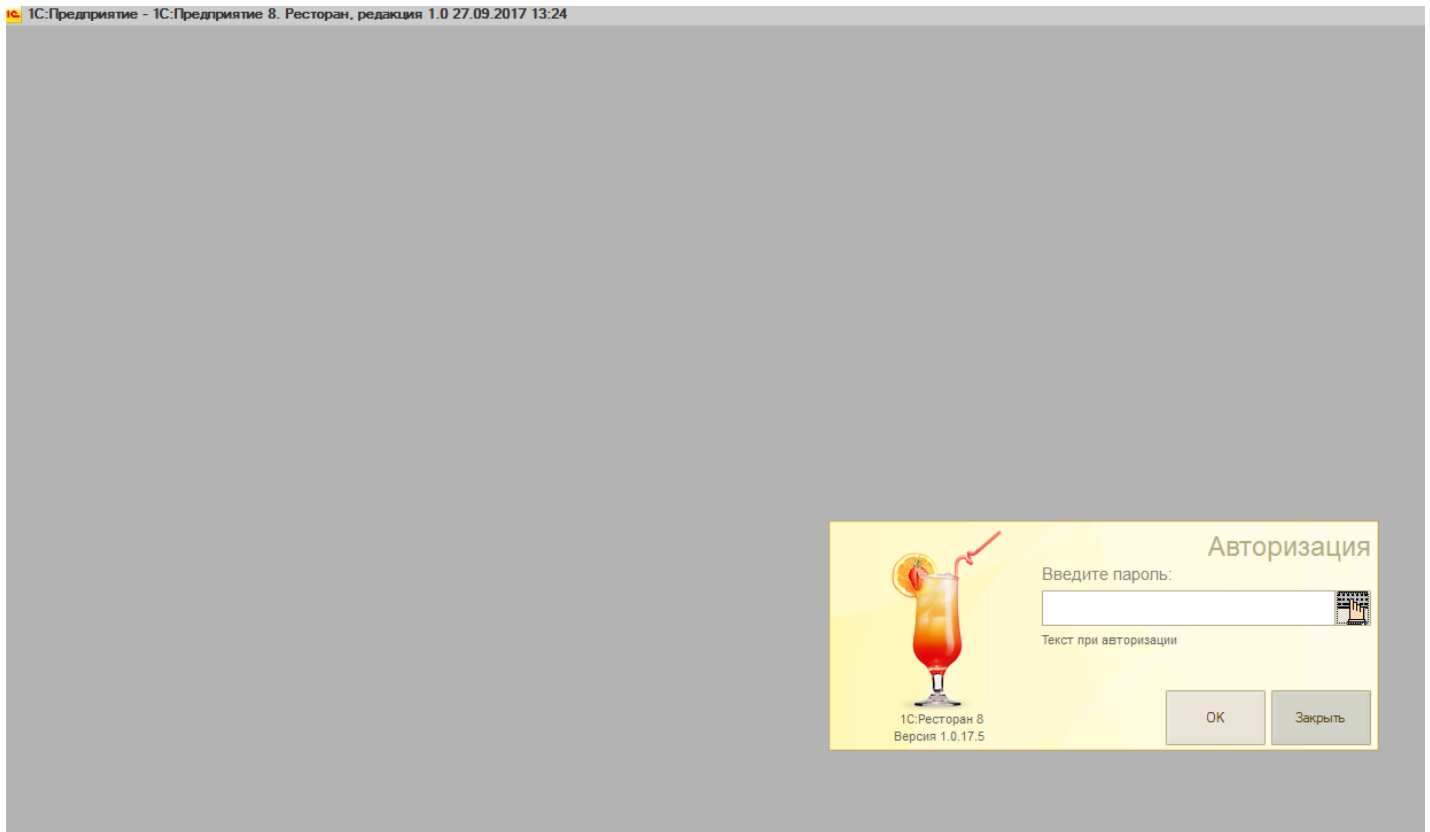 1С:Предприятие - 1С:Предприятие 8. Ресторан, редакция 1.0 27.09.2017 13:24
Авторизация
Введите пароль:
Текст при авторизации
1С:Ресторан 8
Версия 1.0.17.5
OK
Закрыть